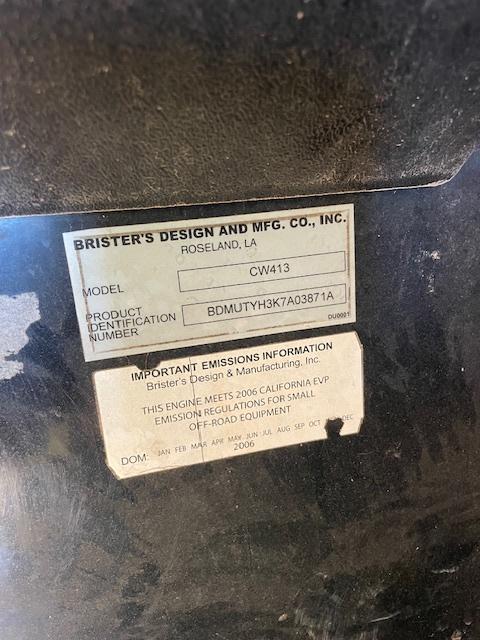 BRISTER'S DESIGN AND MFG. CO., INC.
ROSELAND, LA
MODEL
CW413
PRODUCT
IDENTIFICATION
NUMBER
BDMUTYH3K7A03871A
DU0001
IMPORTANT EMISSIONS INFORMATION
Brister's Design & Manufacturing, Inc.
THIS ENGINE MEETS 2006 CALIFORNIA EVP
EMISSION REGULATIONS FOR SMALL
OFF-ROAD EQUIPMENT
DOM: JAN FEB MAR APR MAY JUN JUL AUG SEP OCT DEC
2006